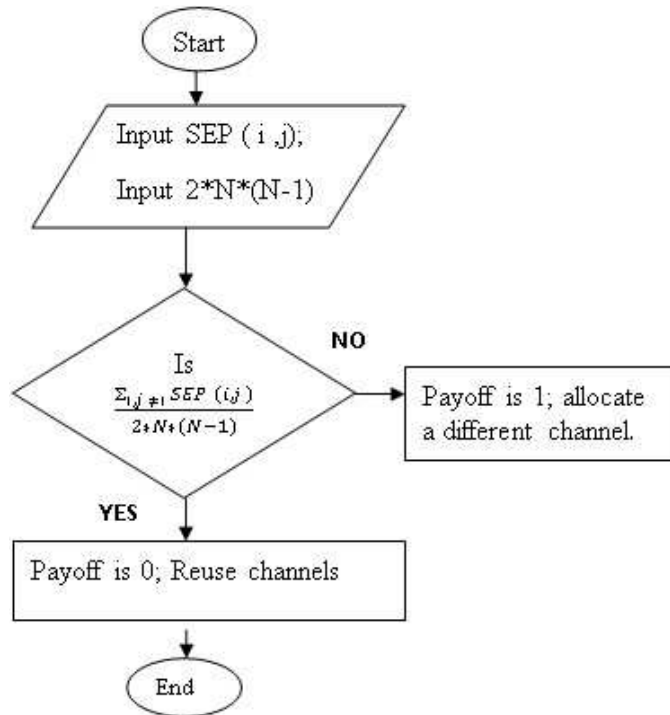 Start
Input SEP ( i ,j);
Input 2*N*(N-1)
Is
Σi,j ≠i SEP (i,j)
2*N*(N-1)
NO
Payoff is 1; allocate
a different channel.
YES
Payoff is 0; Reuse channels
End